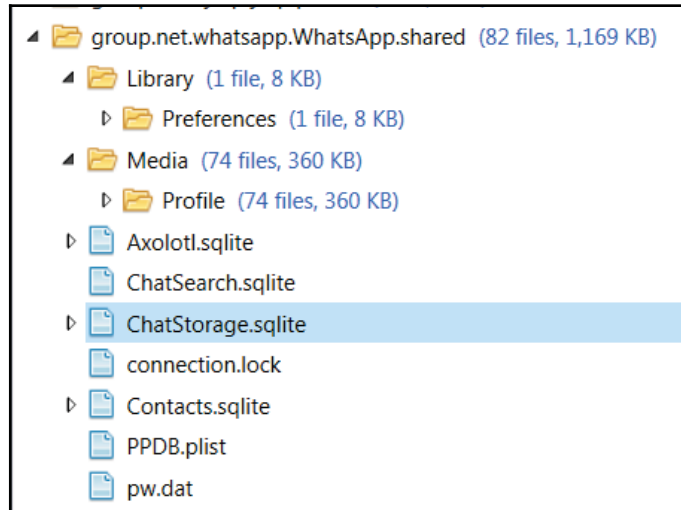 group.net.whatsapp.WhatsApp.shared (82 files, 1,169 KB)
Library (1 file, 8 KB)
Preferences (1 file, 8 KB)
Media (74 files, 360 KB)
Profile (74 files, 360 KB)
Axolotl.sqlite
ChatSearch.sqlite
ChatStorage.sqlite
connection.lock
Contacts.sqlite
PPDB.plist
pw.dat